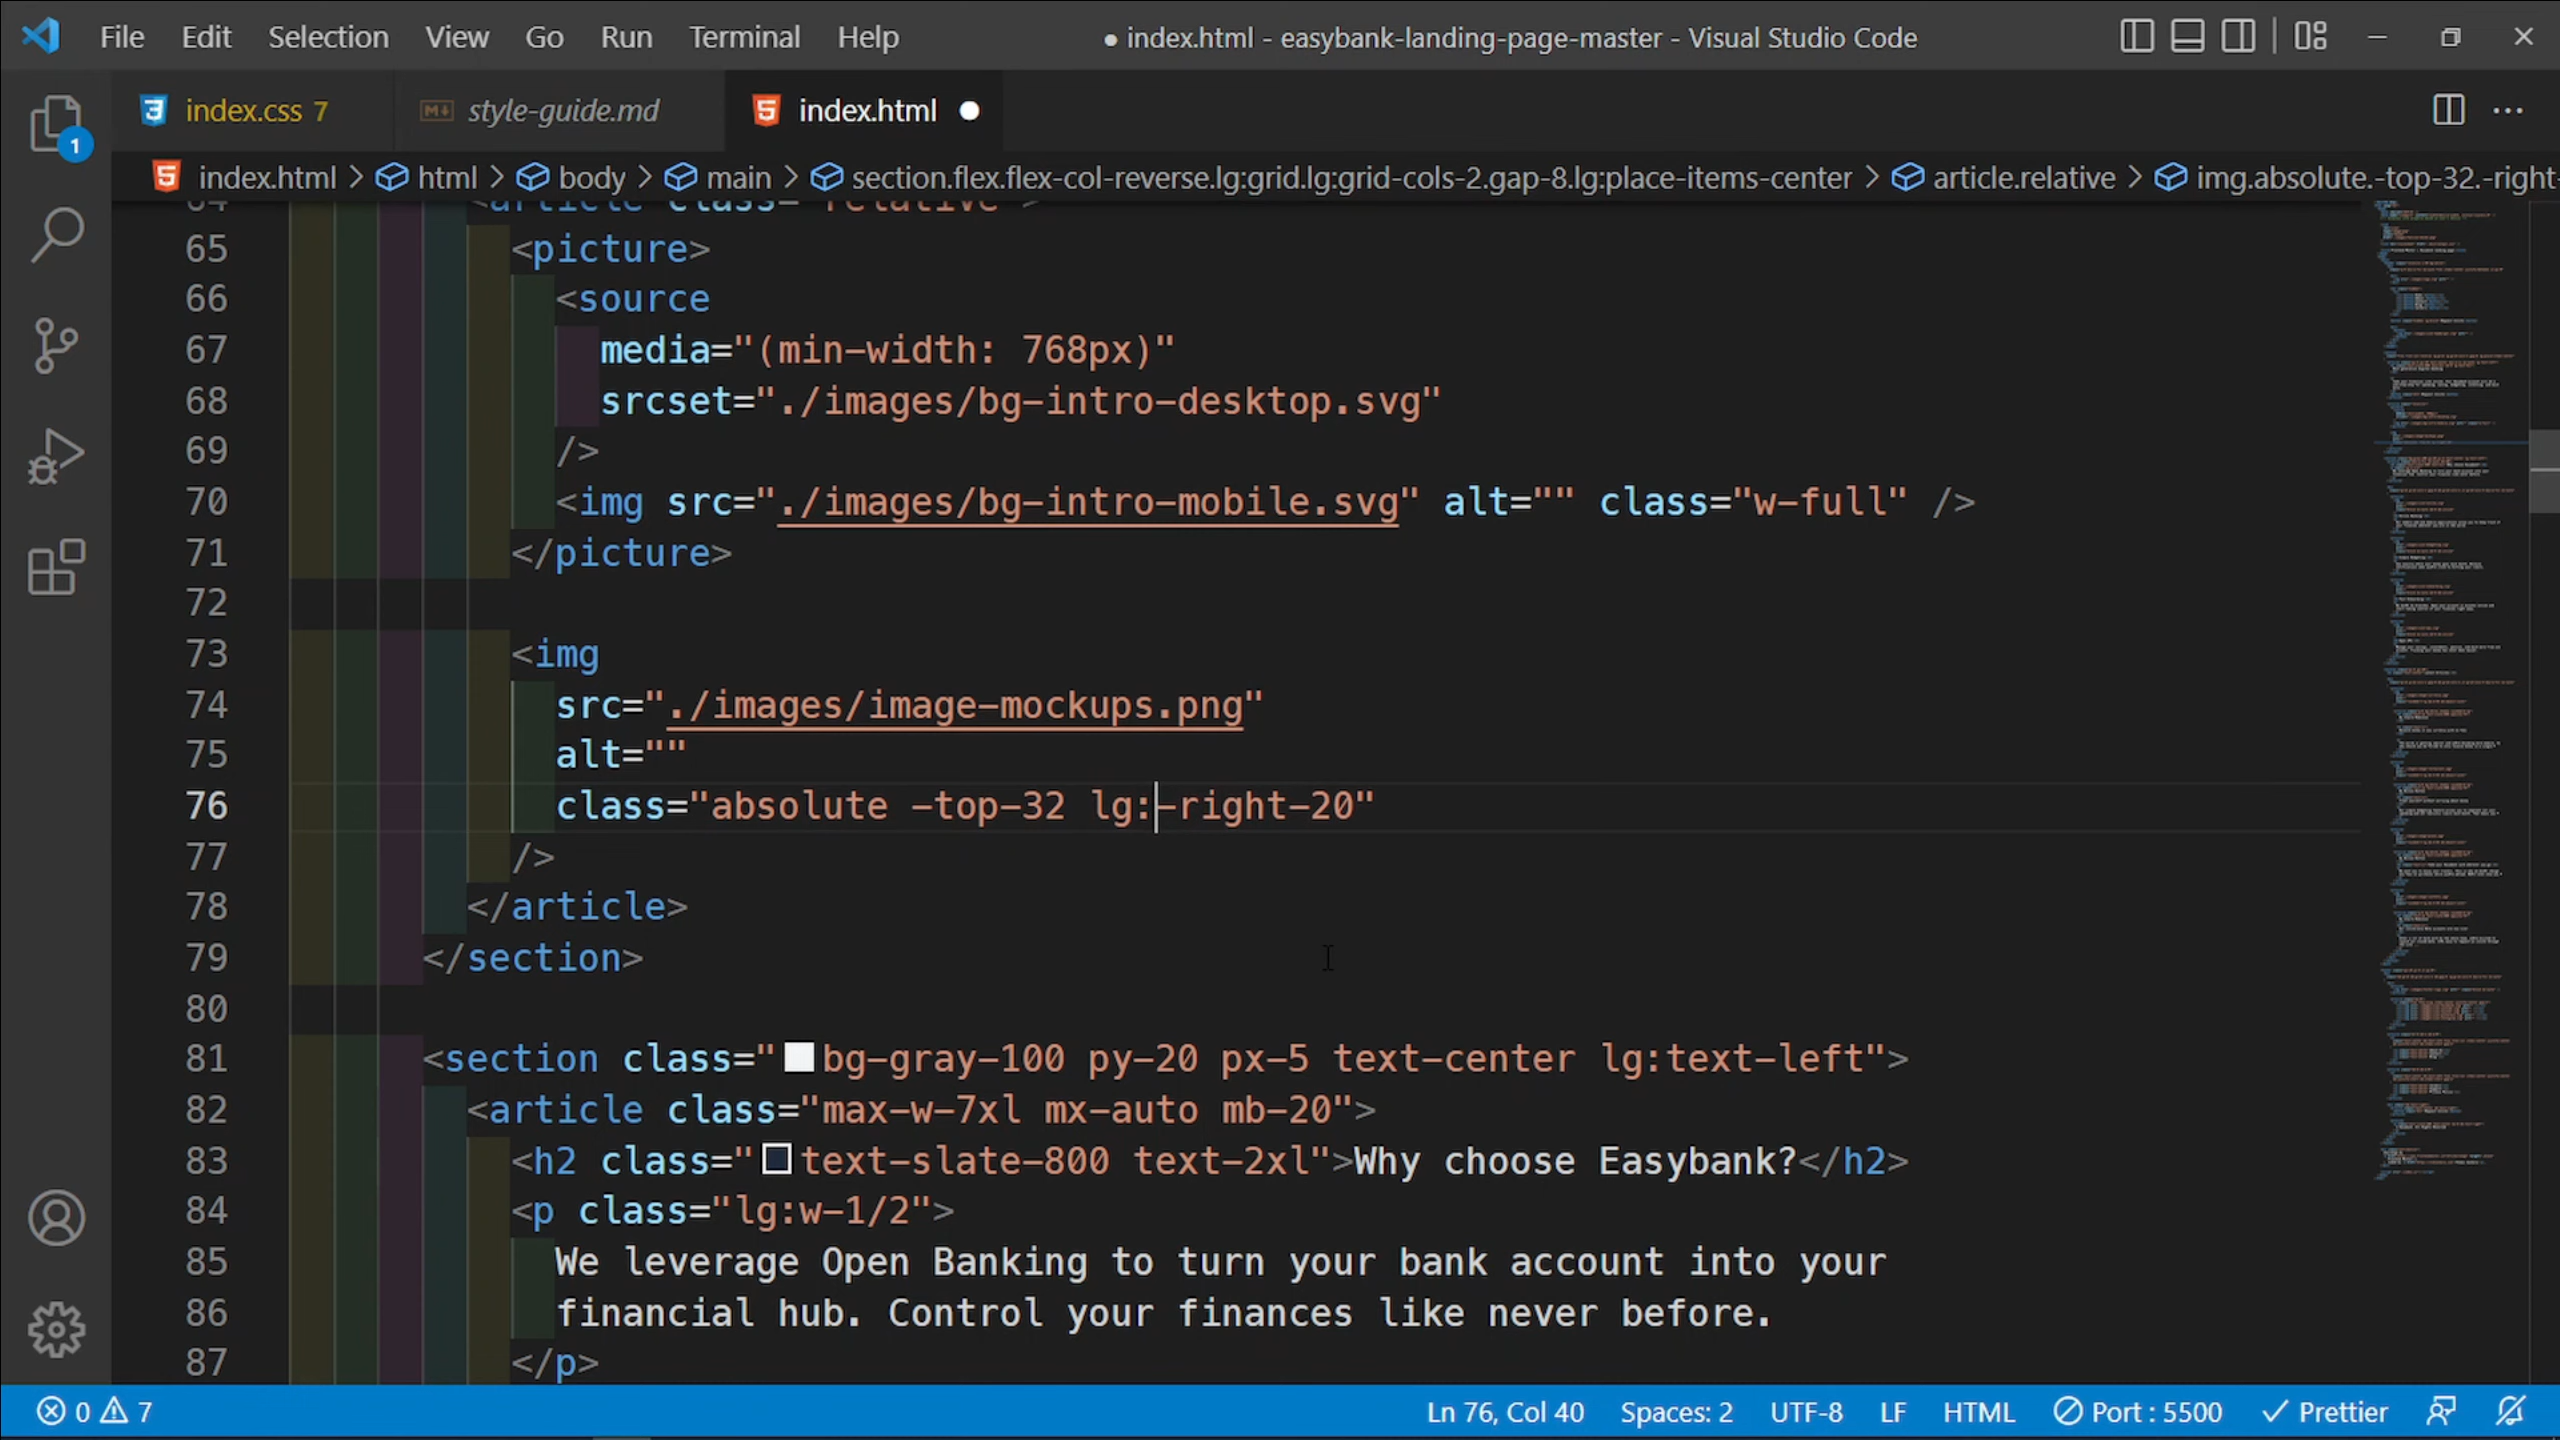 File Edit Selection View Go Run Terminal Help ● index.html - easybank-landing-page-master - Visual Studio Code
index.css 7 style-guide.md index.html
1
index.html > html > body > main > section.flex.flex-col-reverse.lg:grid.lg:grid-cols-2.gap-8.lg:place-items-center > article.relative > img.absolute.-top-32.-right-
64 <article class="relative">
65 <picture>
66 <source
67 media="(min-width: 768px)"
68 srcset="./images/bg-intro-desktop.svg"
69 />
70 <img src="./images/bg-intro-mobile.svg" alt="" class="w-full" />
71 </picture>
72
73 <img
74 src="./images/image-mockups.png"
75 alt=""
76 class="absolute -top-32 lg:-right-20"
77 />
78 </article>
79 </section>
80
81 <section class="bg-gray-100 py-20 px-5 text-center lg:text-left">
82 <article class="max-w-7xl mx-auto mb-20">
83 <h2 class="text-slate-800 text-2xl">Why choose Easybank?</h2>
84 <p class="lg:w-1/2">
85 We leverage Open Banking to turn your bank account into your
86 financial hub. Control your finances like never before.
87 </p>
0 7 Ln 76, Col 40 Spaces: 2 UTF-8 LF HTML Port : 5500 Prettier